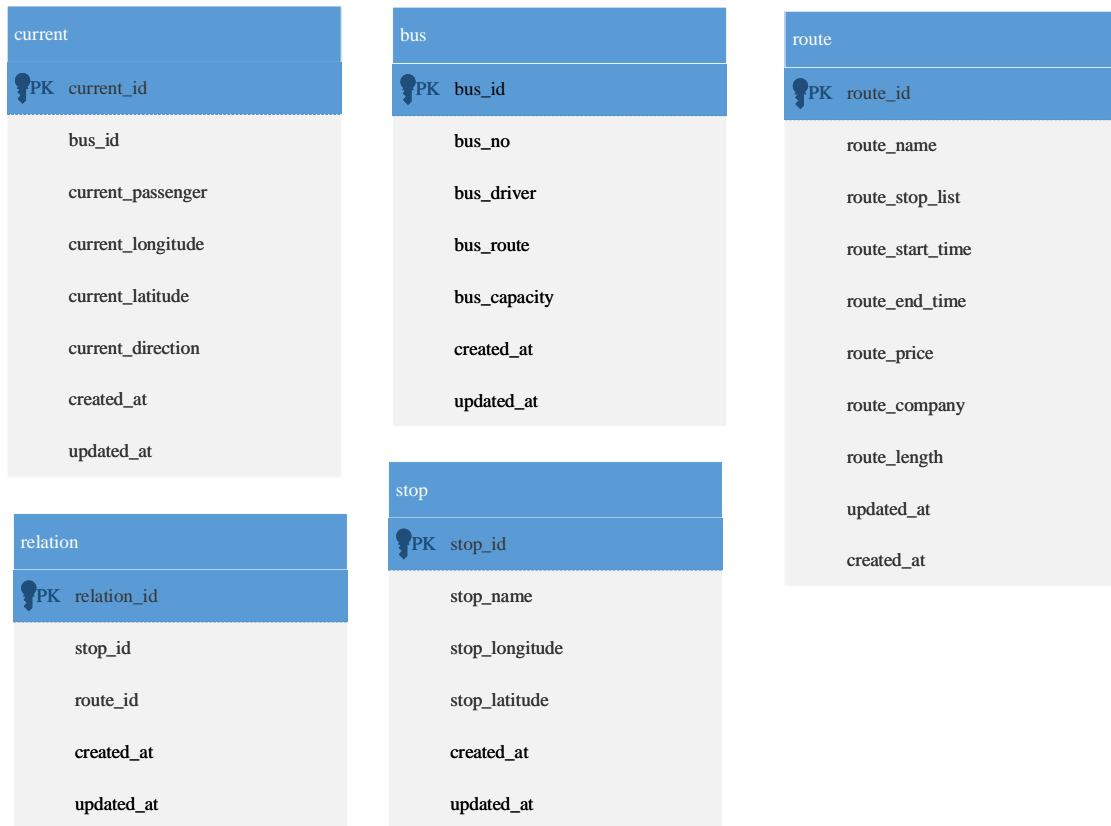 current
PK current_id
bus_id
current_passenger
current_longitude
current_latitude
current_direction
created_at
updated_at
bus
PK bus_id
bus_no
bus_driver
bus_route
bus_capacity
created_at
updated_at
route
PK route_id
route_name
route_stop_list
route_start_time
route_end_time
route_price
route_company
route_length
updated_at
created_at
relation
PK relation_id
stop_id
route_id
created_at
updated_at
stop
PK stop_id
stop_name
stop_longitude
stop_latitude
created_at
updated_at